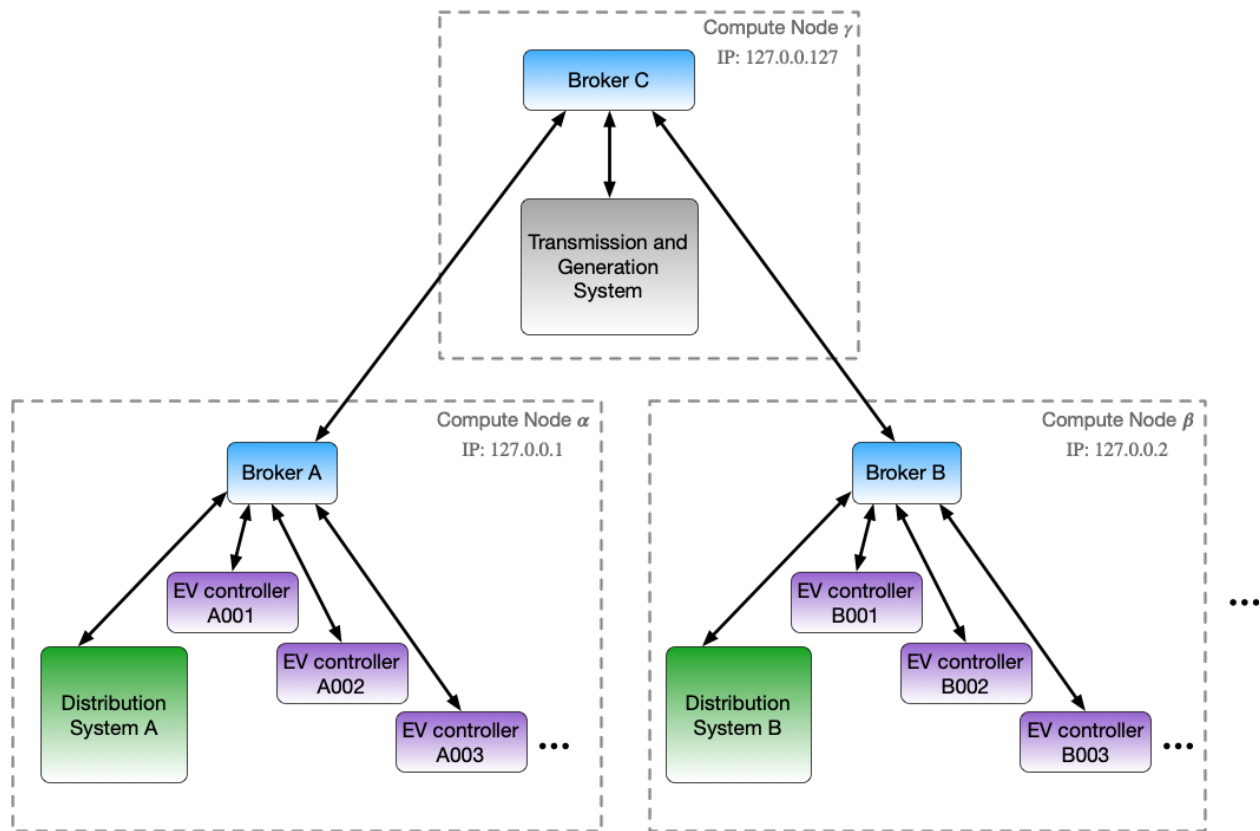 Compute Node γ
IP: 127.0.0.127
Broker C
Transmission and
Generation
System
Compute Node α
IP: 127.0.0.1
Broker A
EV controller
A001
EV controller
A002
EV controller
A003
•••
Distribution
System A
Compute Node β
IP: 127.0.0.2
Broker B
EV controller
B001
EV controller
B002
EV controller
B003
•••
Distribution
System B
•••